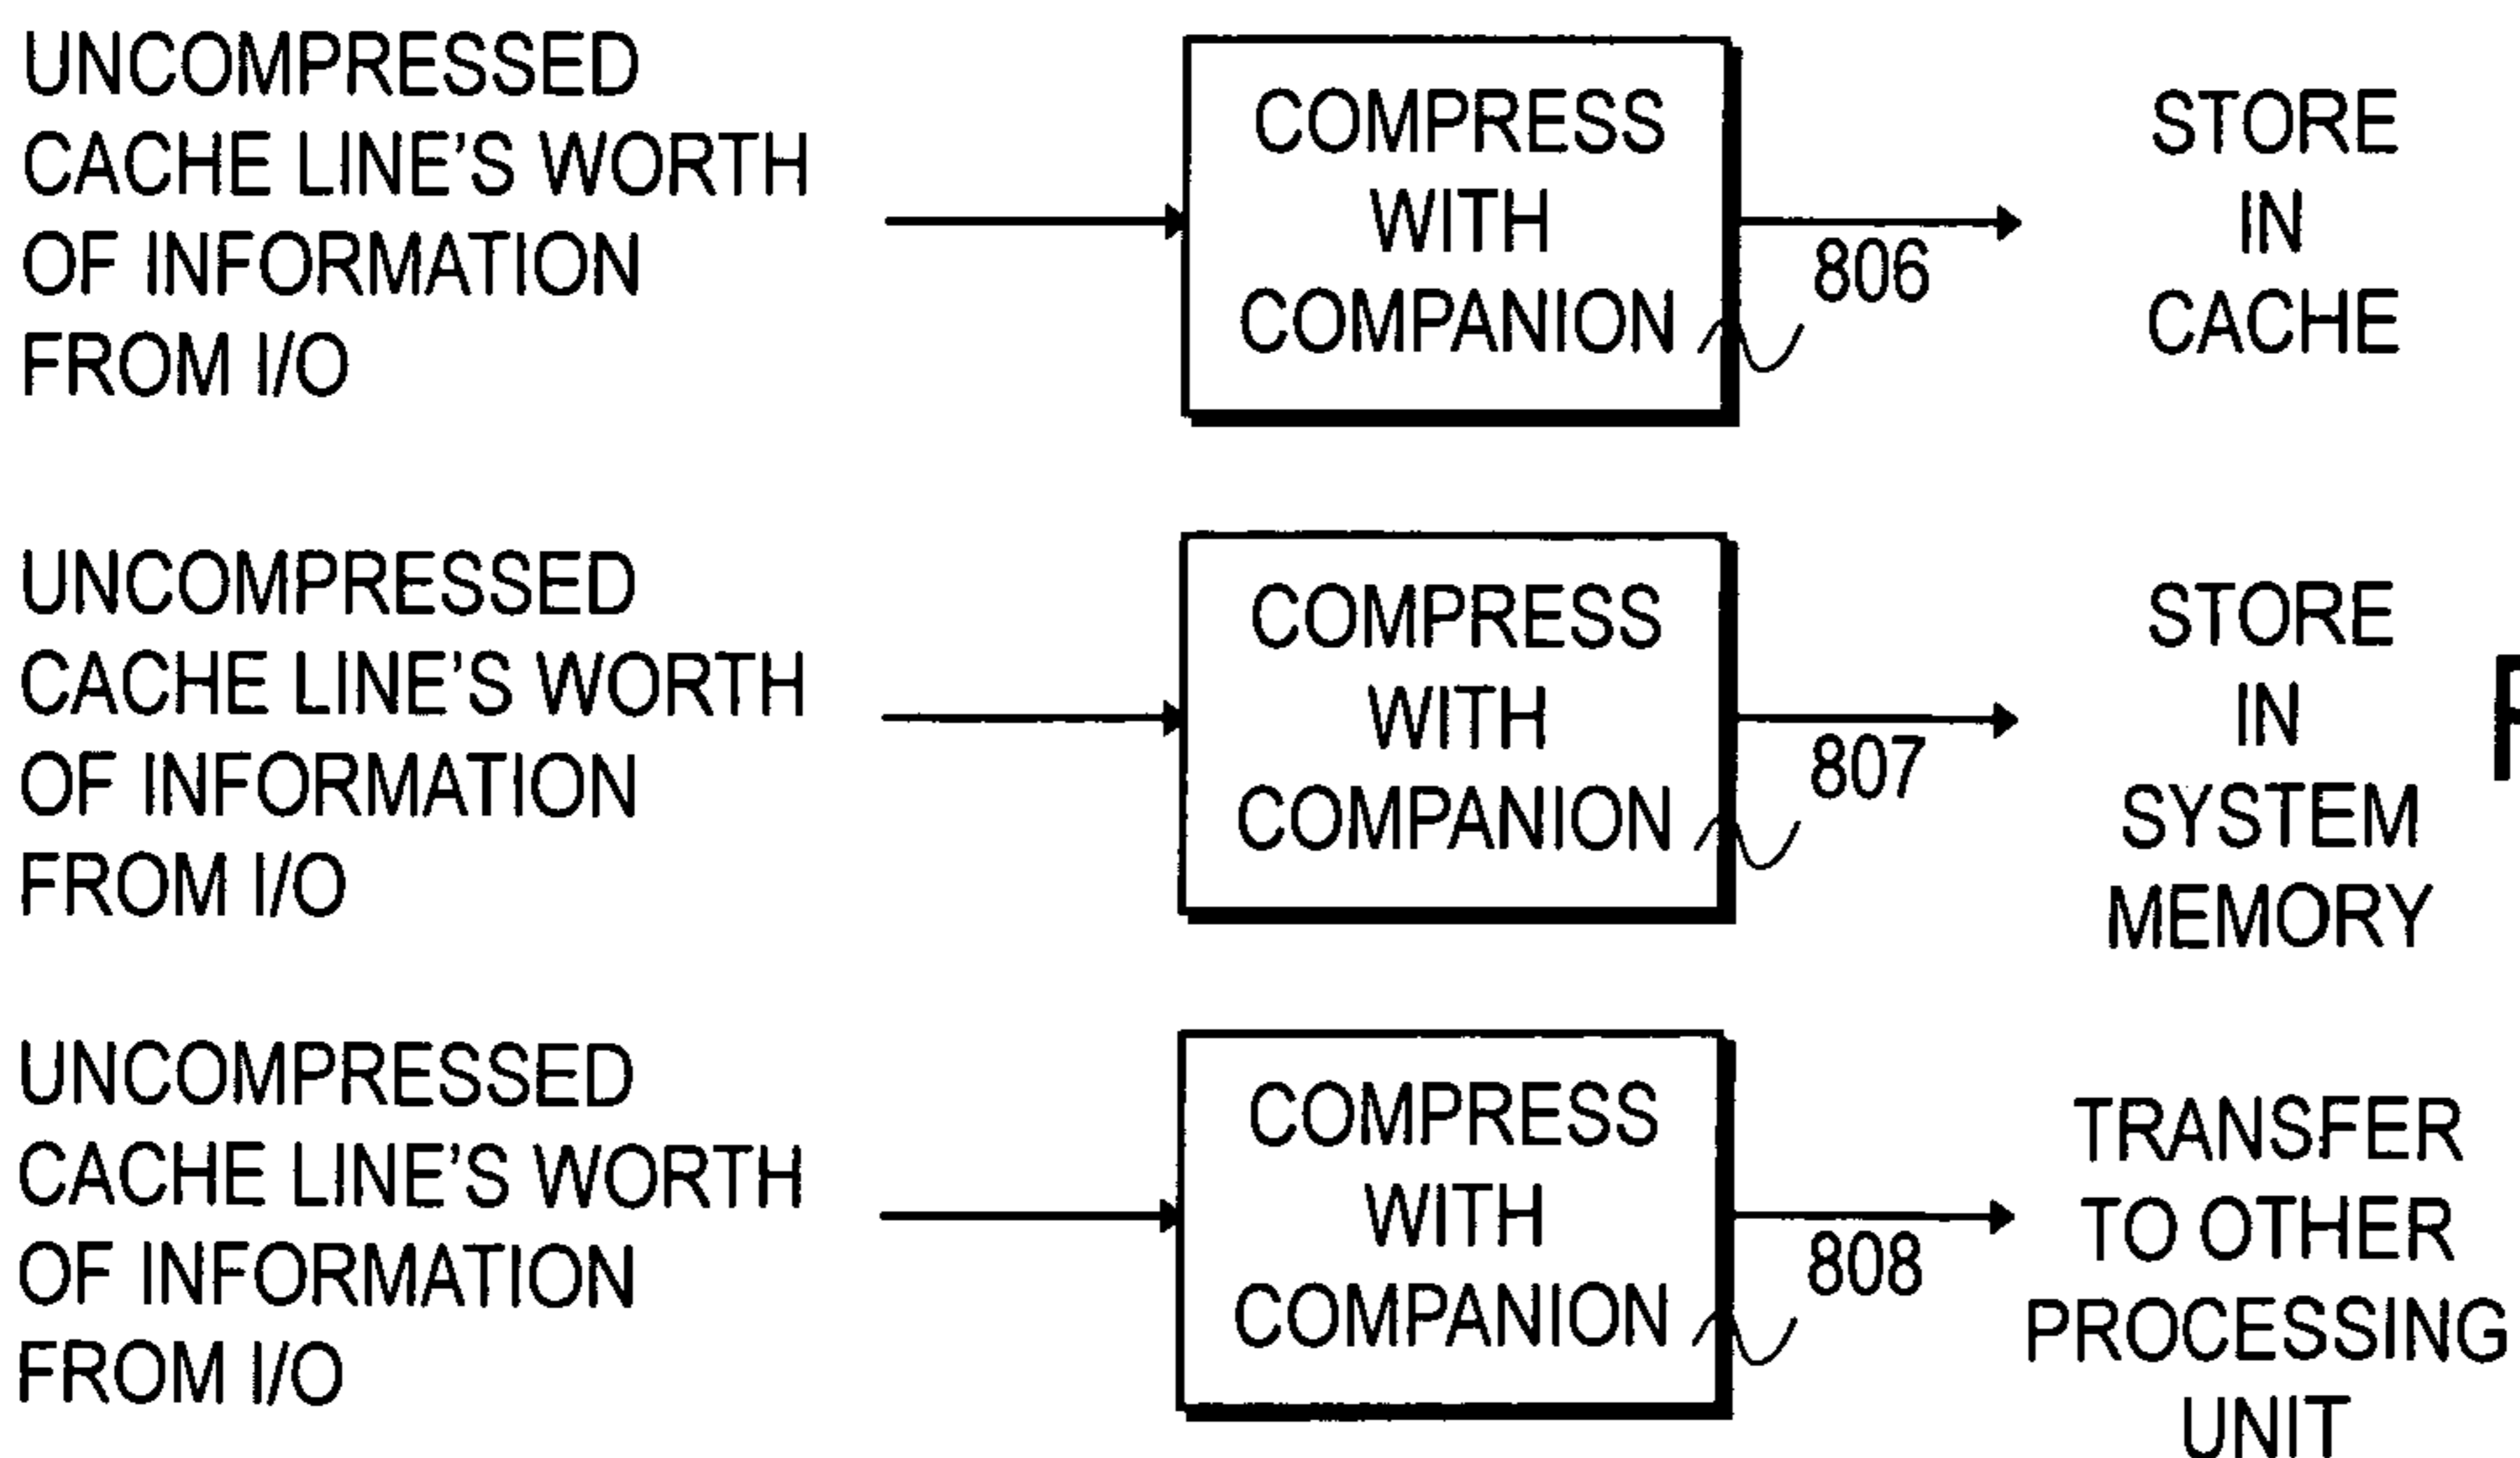 UNCOMPRESSED
CACHE LINE'S WORTH
OF INFORMATION
FROM I/O
COMPRESS
WITH
COMPANION
806
STORE
IN
CACHE
UNCOMPRESSED
CACHE LINE'S WORTH
OF INFORMATION
FROM I/O
COMPRESS
WITH
COMPANION
807
STORE
IN
SYSTEM
MEMORY
UNCOMPRESSED
CACHE LINE'S WORTH
OF INFORMATION
FROM I/O
COMPRESS
WITH
COMPANION
808
TRANSFER
TO OTHER
PROCESSING
UNIT